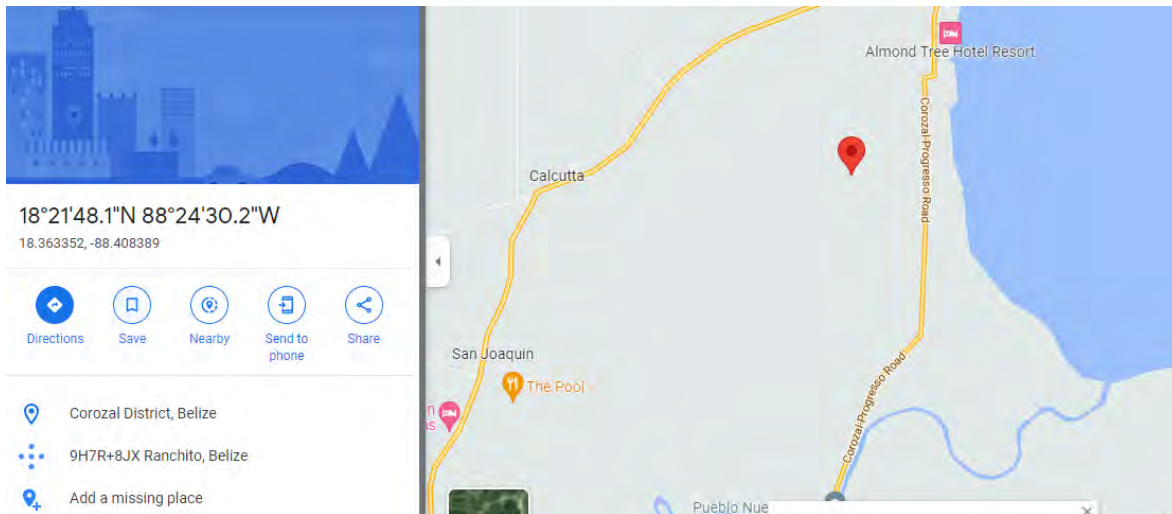 18°21'48.1"N 88°24'30.2"W
18.363352, -88.408389
Directions
Save
Nearby
Send to
phone
Share
Corozal District, Belize
9H7R+8JX Ranchito, Belize
Add a missing place
Almond Tree Hotel Resort
Corozal-Progresso Road
Calcutta
San Joaquin
The Pool
Corozal-Progresso Road
Pueblo Nue